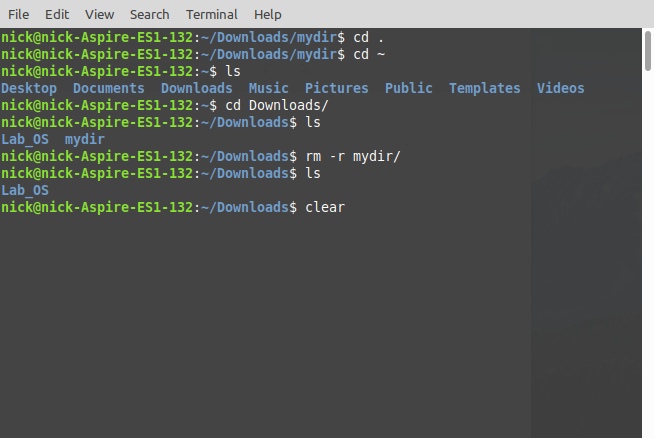 File Edit View Search Terminal Help
nick@nick-Aspire-ES1-132:~/Downloads/mydir$ cd .
nick@nick-Aspire-ES1-132:~/Downloads/mydir$ cd ~
nick@nick-Aspire-ES1-132:~$ ls
Desktop  Documents  Downloads  Music  Pictures  Public  Templates  Videos
nick@nick-Aspire-ES1-132:~$ cd Downloads/
nick@nick-Aspire-ES1-132:~/Downloads$ ls
Lab_OS  mydir
nick@nick-Aspire-ES1-132:~/Downloads$ rm -r mydir/
nick@nick-Aspire-ES1-132:~/Downloads$ ls
Lab_OS
nick@nick-Aspire-ES1-132:~/Downloads$ clear